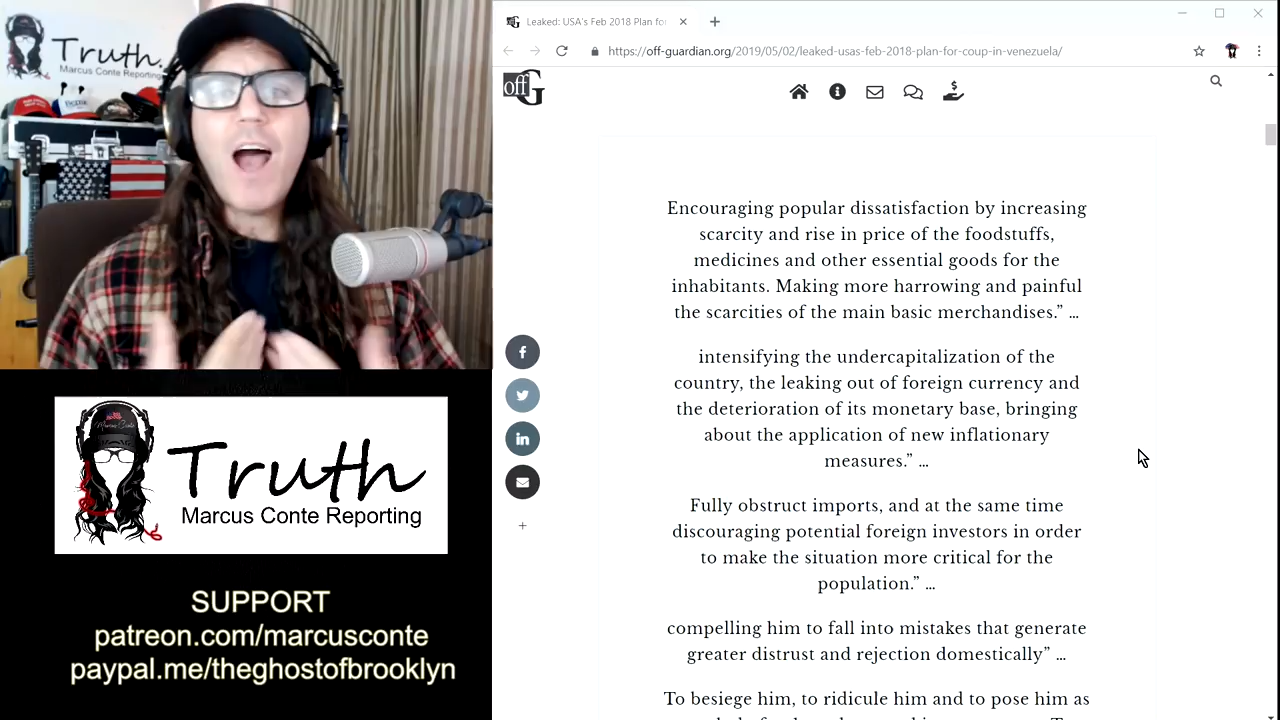 Truth.
Marcus Conte Reporting
Leaked: USA's Feb 2018 Plan for
https://off-guardian.org/2019/05/02/leaked-usas-feb-2018-plan-for-coup-in-venezuela/
off G
Encouraging popular dissatisfaction by increasing
scarcity and rise in price of the foodstuffs,
medicines and other essential goods for the
inhabitants. Making more harrowing and painful
the scarcities of the main basic merchandises.” ...
intensifying the undercapitalization of the
country, the leaking out of foreign currency and
the deterioration of its monetary base, bringing
about the application of new inflationary
measures.” ...
Fully obstruct imports, and at the same time
discouraging potential foreign investors in order
to make the situation more critical for the
population.” ...
compelling him to fall into mistakes that generate
greater distrust and rejection domestically” ...
To besiege him, to ridicule him and to pose him as
Truth
Marcus Conte Reporting
SUPPORT
patreon.com/marcusconte
paypal.me/theghostofbrooklyn